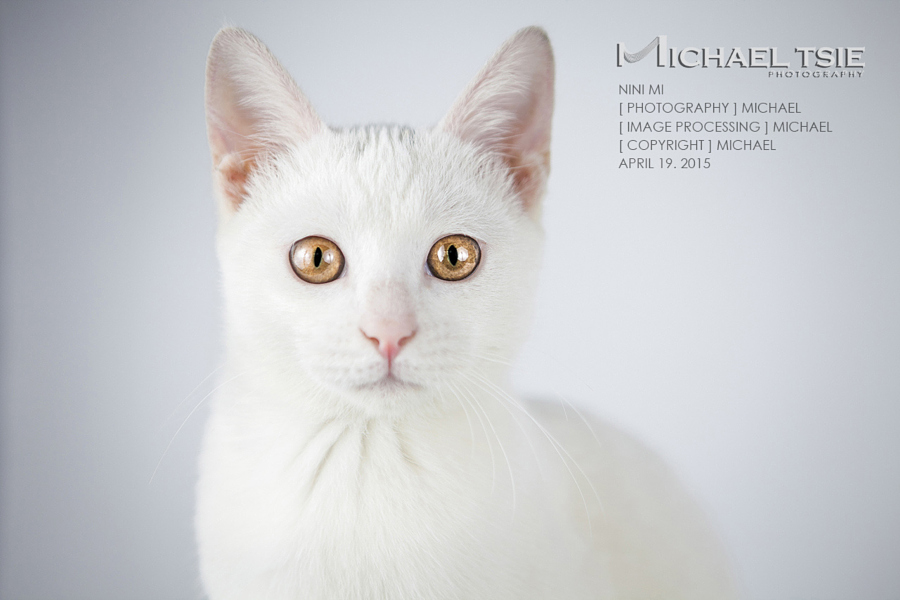 MICHAEL TSIE
PHOTOGRAPHY
NINI MI
[ PHOTOGRAPHY ] MICHAEL
[ IMAGE PROCESSING ] MICHAEL
[ COPYRIGHT ] MICHAEL
APRIL 19. 2015